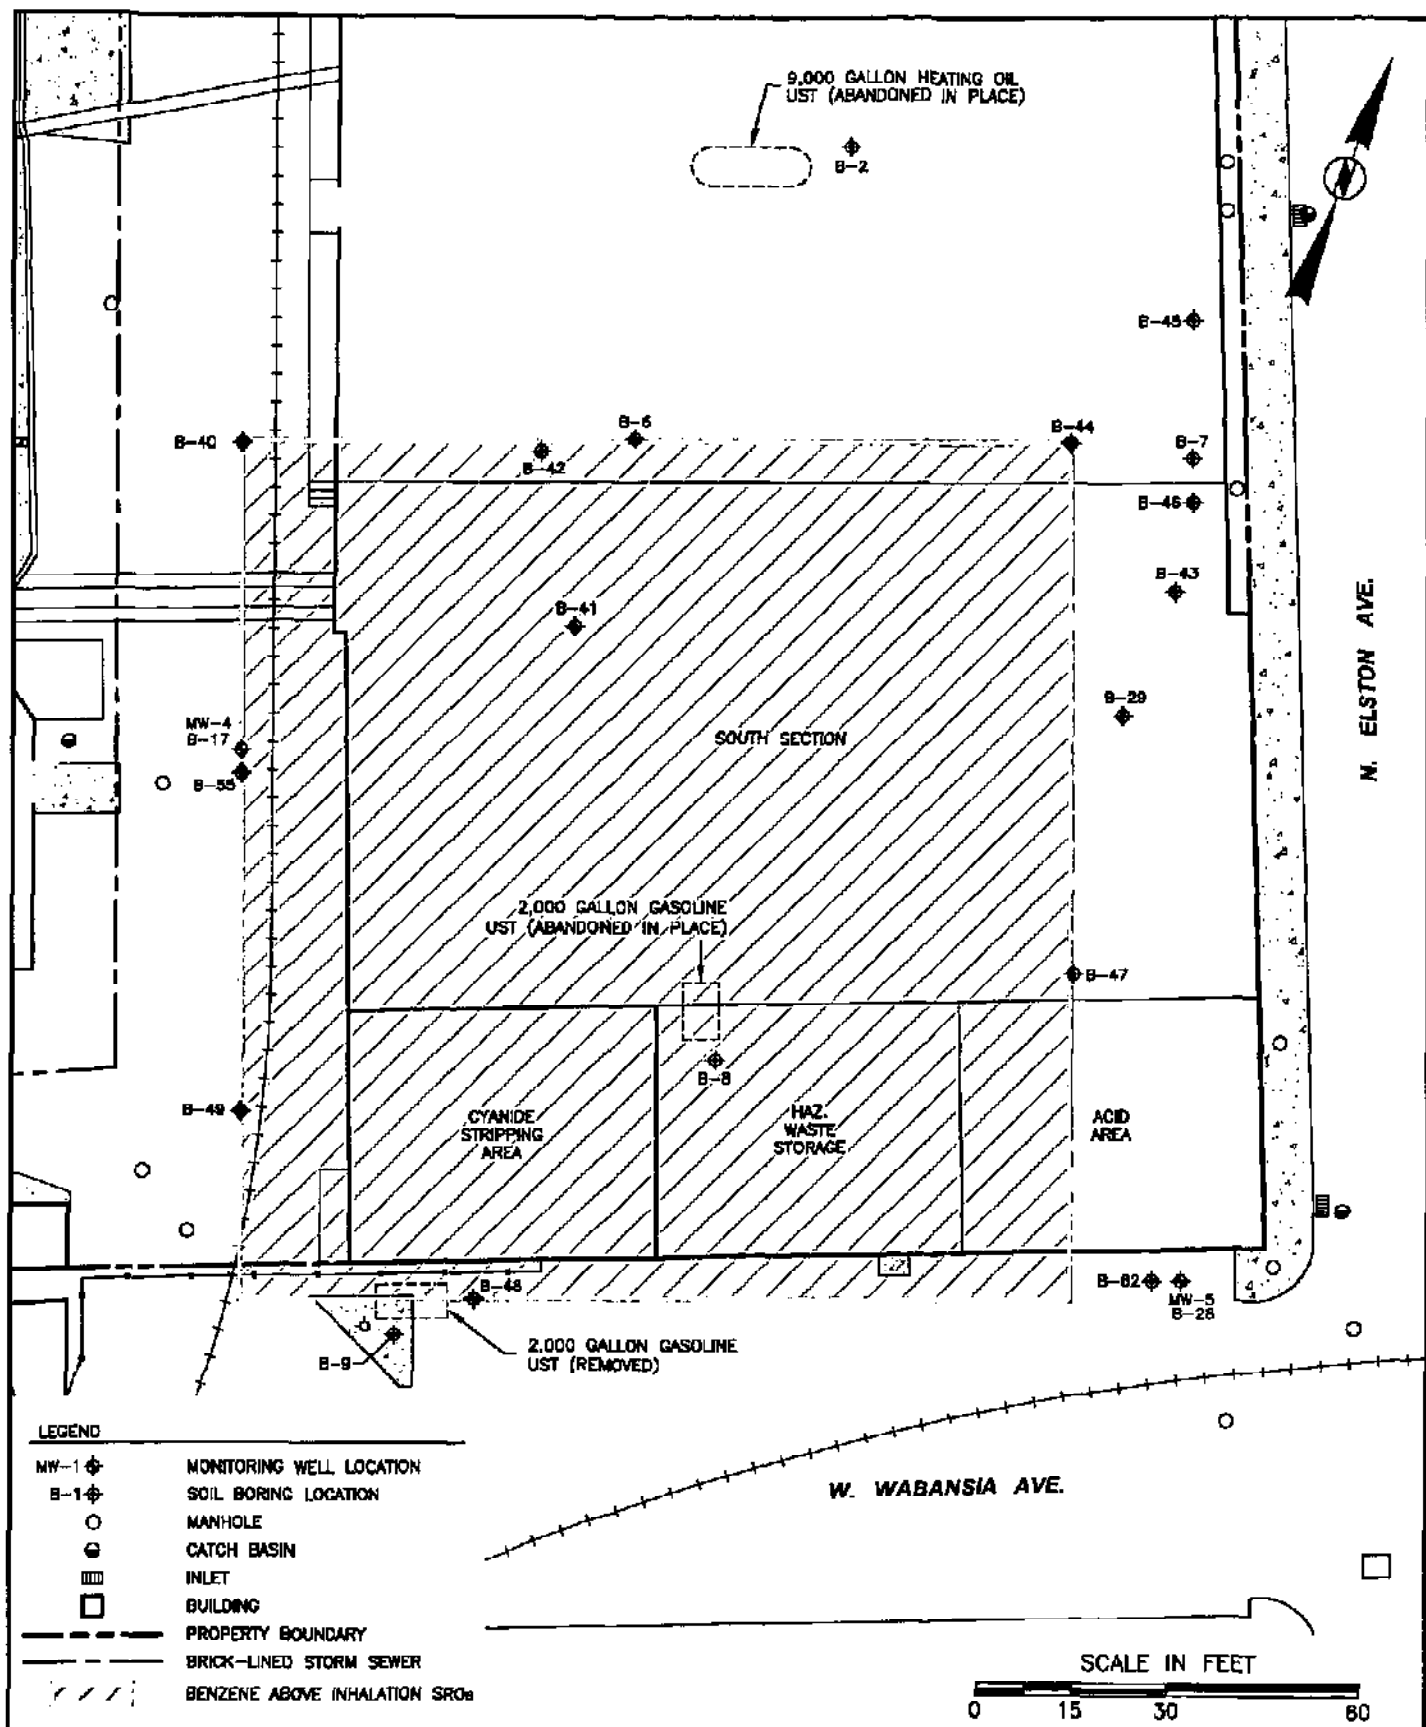 9,000 GALLON HEATING OIL
UST (ABANDONED IN PLACE)
B-2
B-45
B-40
B-6
B-42
B-44
B-7
B-46
B-43
B-41
B-29
N. ELSTON AVE.
MW-4
B-17
B-55
SOUTH SECTION
2,000 GALLON GASOLINE
UST (ABANDONED IN PLACE)
B-47
B-8
B-49
CYANIDE
STRIPPING
AREA
HAZ.
WASTE
STORAGE
ACID
AREA
B-48
B-62
MW-5
B-28
B-9
2,000 GALLON GASOLINE
UST (REMOVED)
W. WABANSIA AVE.
LEGEND
MW-1 MONITORING WELL LOCATION
B-1 SOIL BORING LOCATION
MANHOLE
CATCH BASIN
INLET
BUILDING
PROPERTY BOUNDARY
BRICK-LINED STORM SEWER
BENZENE ABOVE INHALATION SROs
SCALE IN FEET
0 15 30 60